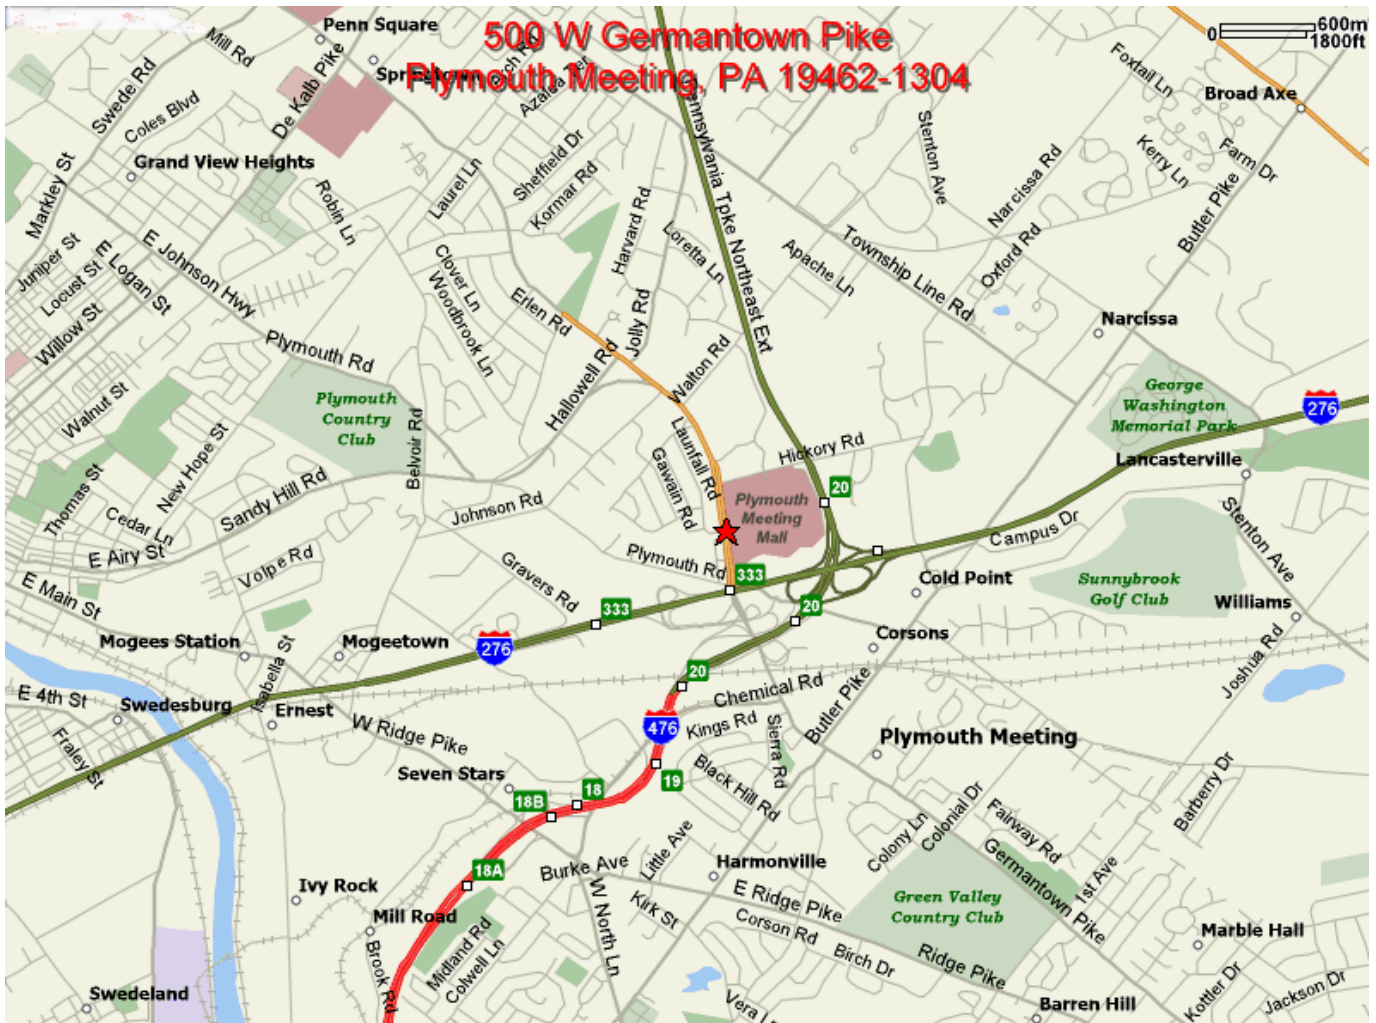 500 W Germantown Pike
Plymouth Meeting, PA 19462-1304
600m
0
1800ft
Penn Square
Mill Rd
Swede Rd
De Kalb Pike
Azalea Ter
Foxtail Ln
Broad Axe
Coles Blvd
Pennsylvania Tpke Northeast Ext
Stenton Ave
Kerry Ln
Farm Dr
Grand View Heights
Sheffield Dr
Kormar Rd
Laurel Ln
Narcissa Rd
Butler Pike
Markley St
Robin Ln
Harvard Rd
Loretta Ln
Apache Ln
Township Line Rd
Oxford Rd
Juniper St
Locust St
E Logan St
E Johnson Hwy
Clover Ln
Woodbrook Ln
Erlen Rd
Jolly Rd
Narcissa
Willow St
Plymouth Rd
Hallowell Rd
Walton Rd
Walnut St
Plymouth
Country
Club
Belvoir Rd
George
Washington
Memorial Park
276
New Hope St
Launfall Rd
Gawain Rd
Hickory Rd
Lancasterville
Thomas St
Cedar Ln
Sandy Hill Rd
Johnson Rd
Plymouth
Meeting
Mall
20
Campus Dr
Stenton Ave
E Airy St
Volpe Rd
Gravers Rd
Plymouth Rd
333
Cold Point
Sunnybrook
Golf Club
E Main St
333
20
Williams
Mogees Station
Isabella St
Mogeetown
276
Corsons
Joshua Rd
E 4th St
Swedesburg
Ernest
20
Chemical Rd
Butler Pike
Fraley St
W Ridge Pike
476
Kings Rd
Sierra Rd
Plymouth Meeting
Seven Stars
18B
18
19
Black Hill Rd
Barberry Dr
Colony Ln
Colonial Dr
Fairway Rd
Germantown Pike
18A
Burke Ave
Little Ave
Harmonville
1st Ave
Ivy Rock
E Ridge Pike
Green Valley
Country Club
Mill Road
Midland Rd
Colwell Ln
W North Ln
Kirk St
Corson Rd
Birch Dr
Ridge Pike
Marble Hall
Brook Rd
Swedeland
Barren Hill
Kottler Dr
Jackson Dr